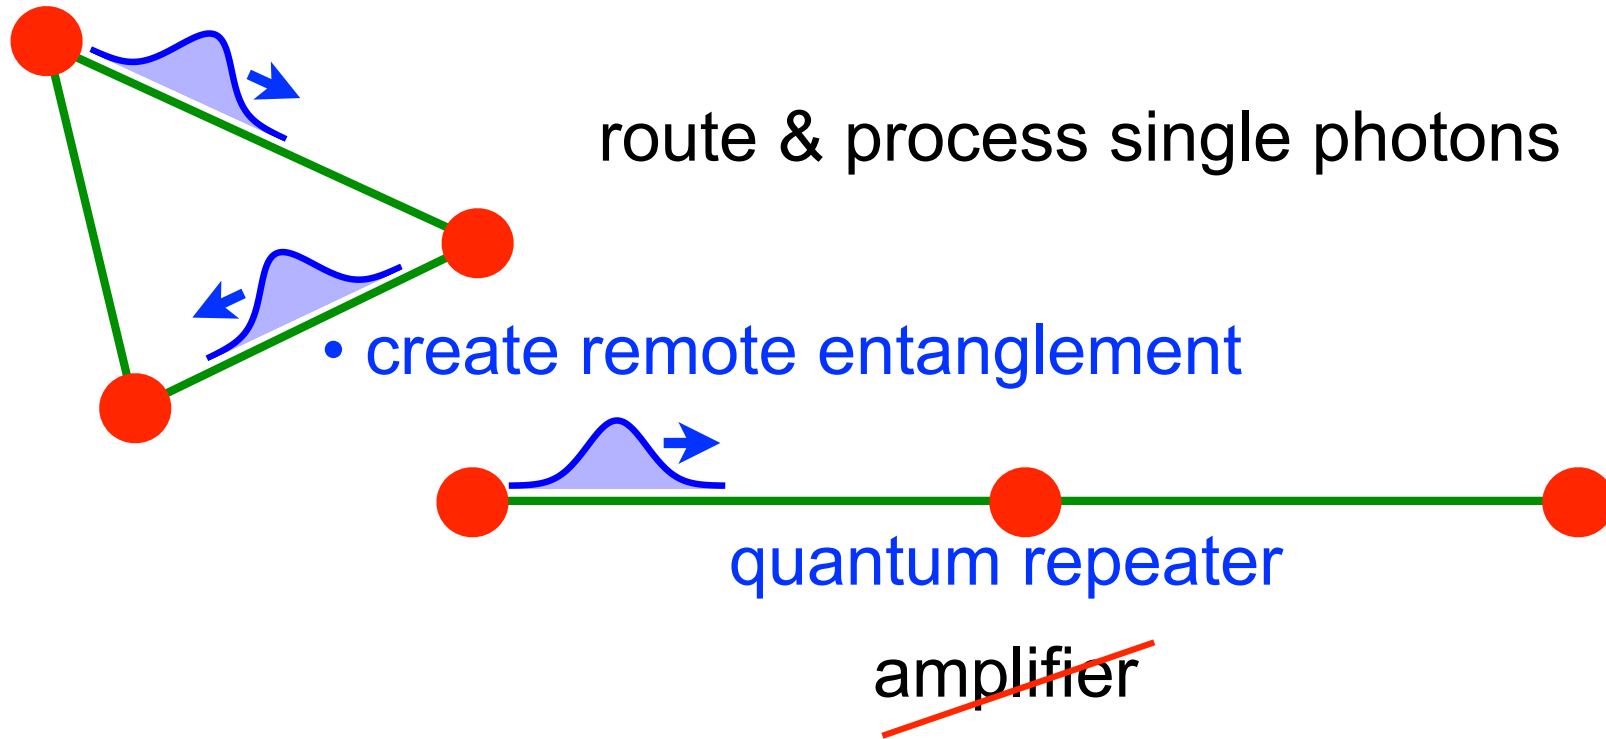 route & process single photons
• create remote entanglement
quantum repeater
amplifier